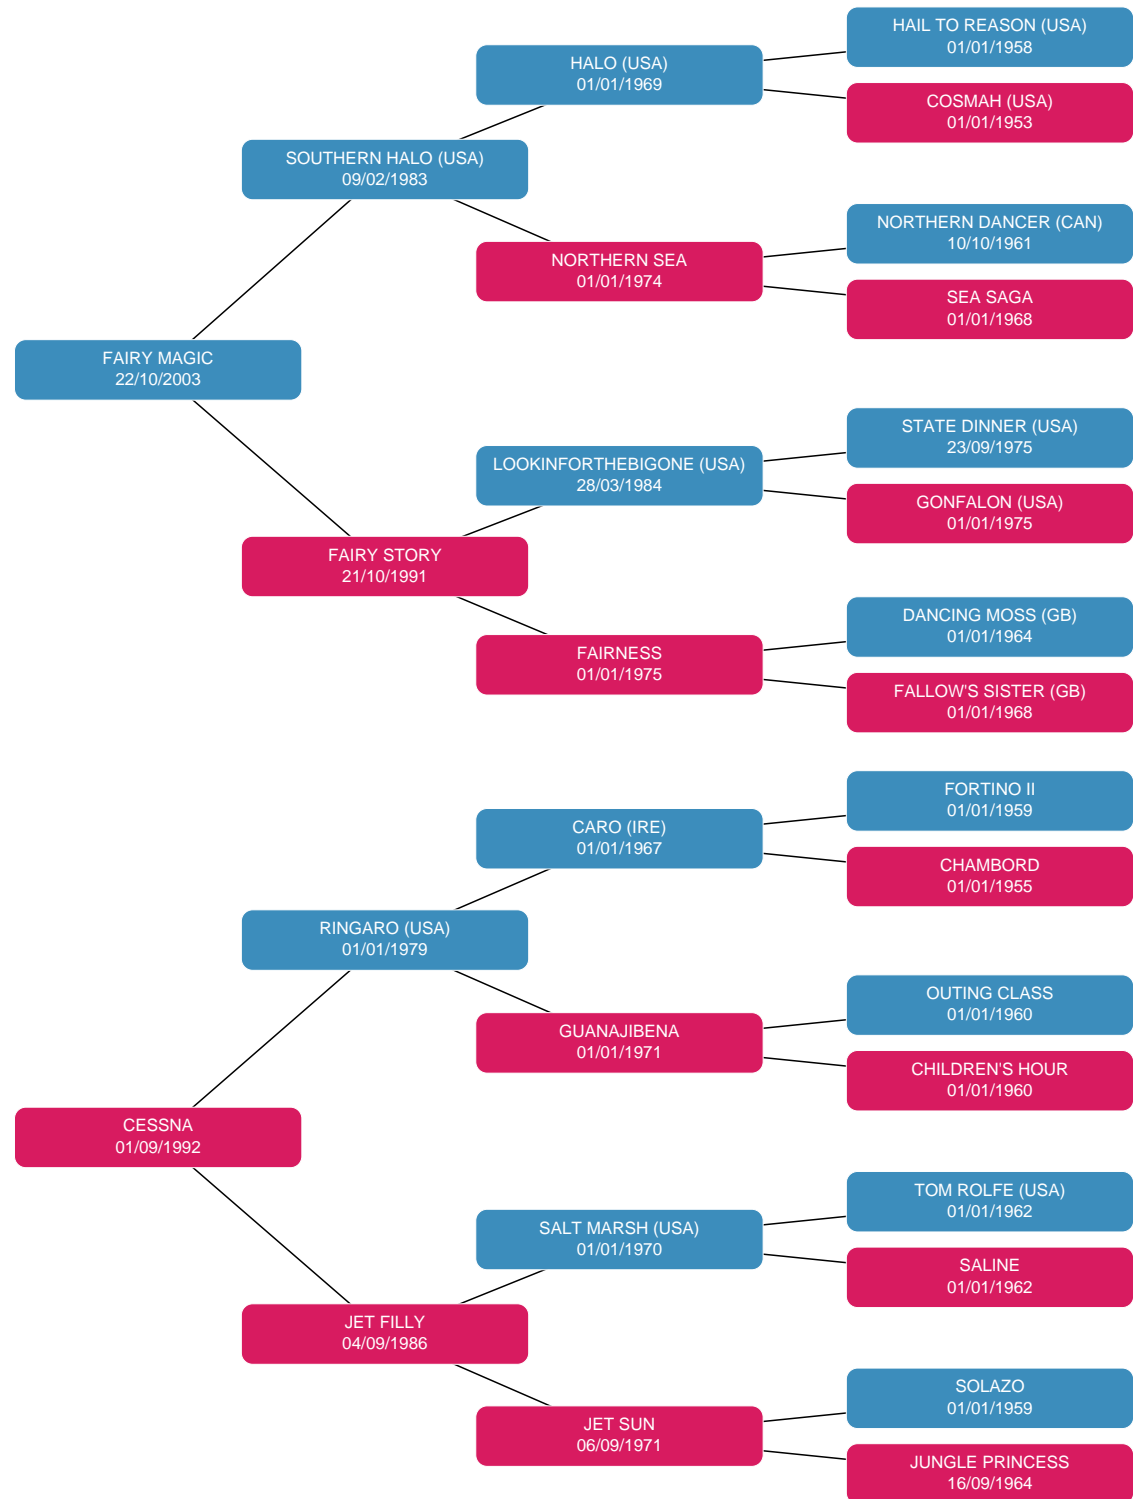 HAIL TO REASON (USA)
01/01/1958
HALO (USA)
01/01/1969
COSMAH (USA)
01/01/1953
SOUTHERN HALO (USA)
09/02/1983
NORTHERN DANCER (CAN)
10/10/1961
NORTHERN SEA
01/01/1974
SEA SAGA
01/01/1968
FAIRY MAGIC
22/10/2003
STATE DINNER (USA)
23/09/1975
LOOKINFORTHEBIGONE (USA)
28/03/1984
GONFALON (USA)
01/01/1975
FAIRY STORY
21/10/1991
DANCING MOSS (GB)
01/01/1964
FAIRNESS
01/01/1975
FALLOW'S SISTER (GB)
01/01/1968
FORTINO II
01/01/1959
CARO (IRE)
01/01/1967
CHAMBORD
01/01/1955
RINGARO (USA)
01/01/1979
OUTING CLASS
01/01/1960
GUANAJIBENA
01/01/1971
CHILDREN'S HOUR
01/01/1960
CESSNA
01/09/1992
TOM ROLFE (USA)
01/01/1962
SALT MARSH (USA)
01/01/1970
SALINE
01/01/1962
JET FILLY
04/09/1986
SOLAZO
01/01/1959
JET SUN
06/09/1971
JUNGLE PRINCESS
16/09/1964